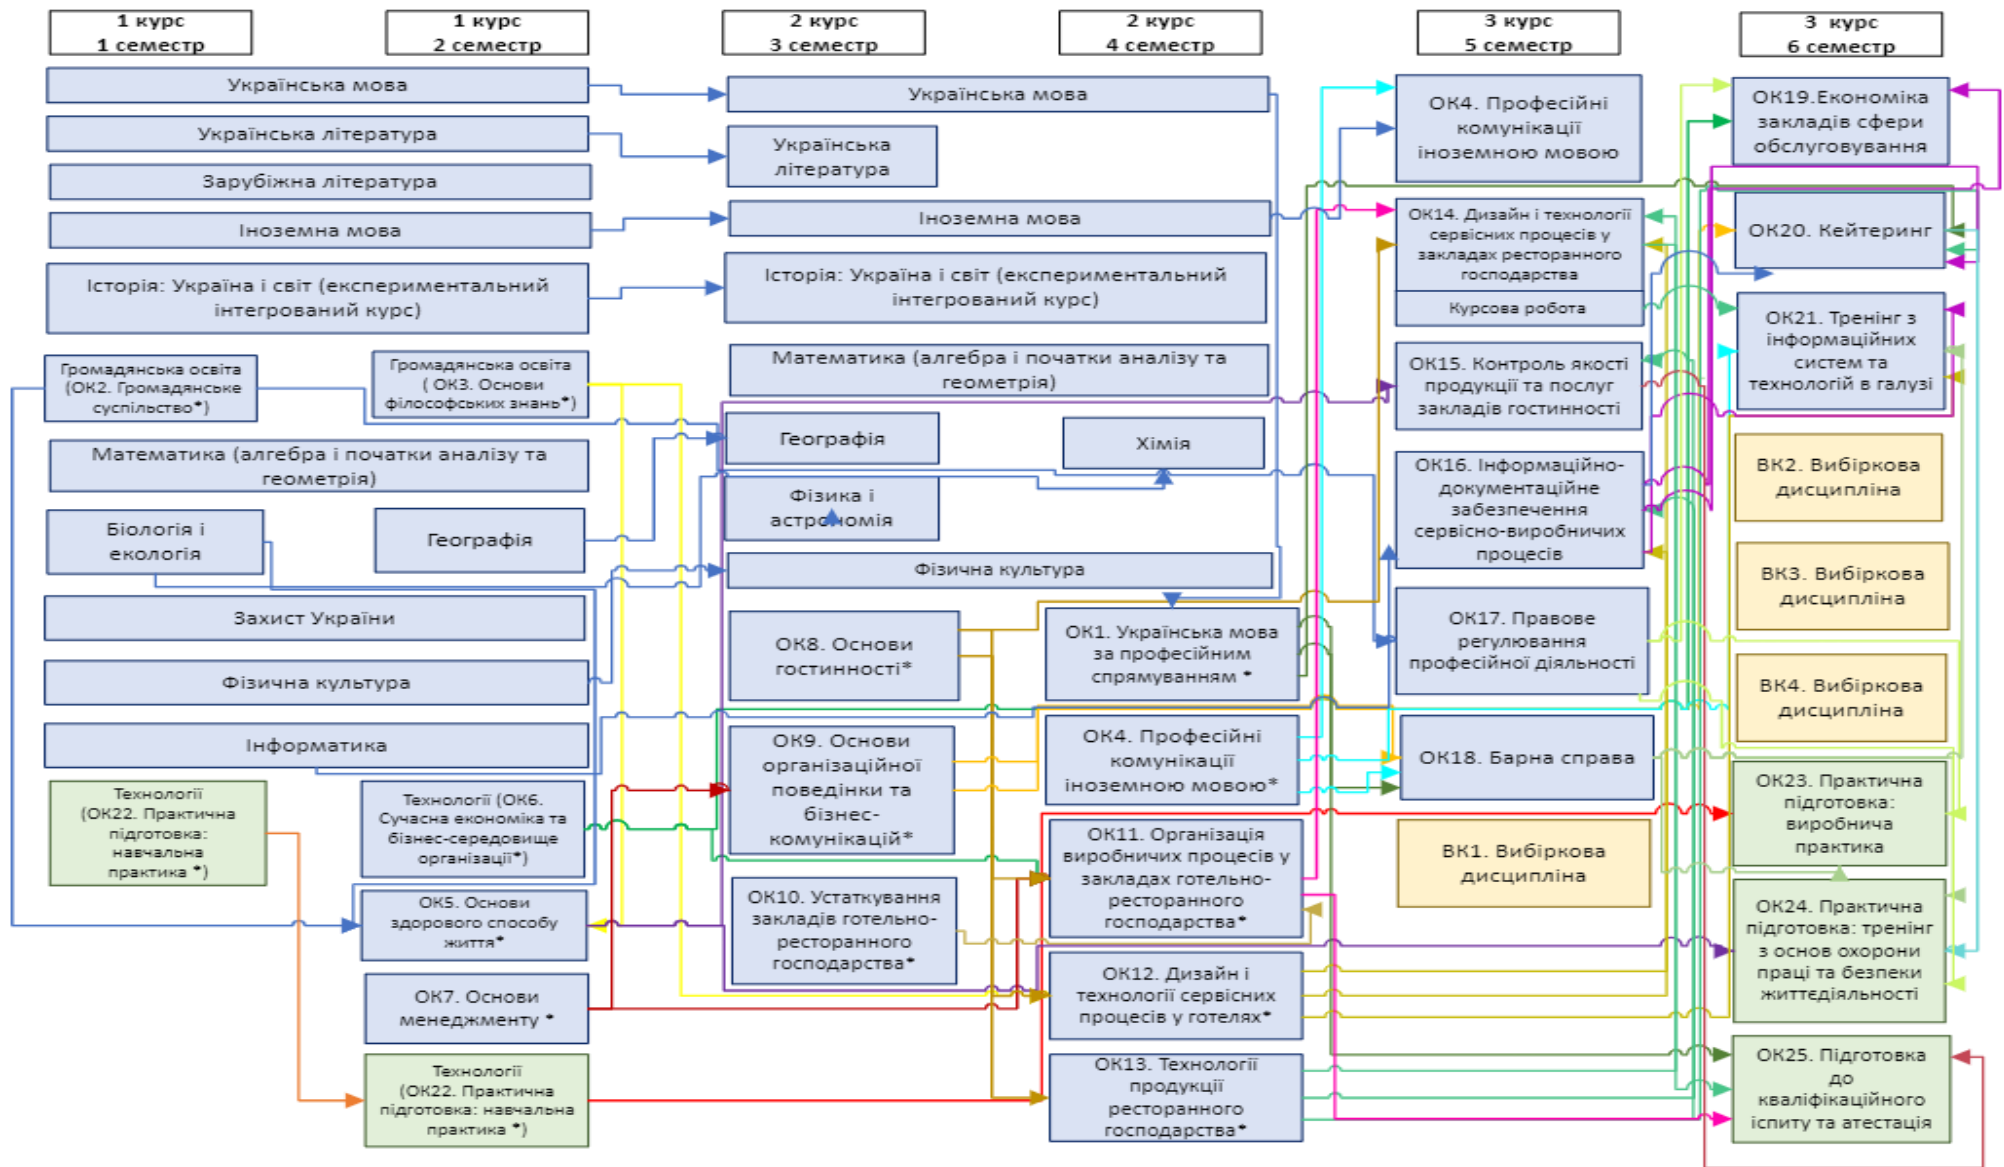 1 курс
1 семестр
1 курс
2 семестр
2 курс
3 семестр
2 курс
4 семестр
3 курс
5 семестр
3 курс
6 семестр
Українська мова
Українська література
Зарубіжна література
Іноземна мова
Історія: Україна і світ (експериментальний
інтегрований курс)
Громадянська освіта
(ОК2. Громадянське
суспільство*)
Громадянська освіта
( ОК3. Основи
філософських знань*)
Математика (алгебра і початки аналізу та
геометрія)
Біологія і
екологія
Географія
Захист України
Фізична культура
Інформатика
Технології
(ОК22. Практична
підготовка:
навчальна
практика *)
Технології (ОК6.
Сучасна економіка та
бізнес-середовище
організації*)
ОК5. Основи
здорового способу
життя*
ОК7. Основи
менеджменту *
Технології
(ОК22. Практична
підготовка: навчальна
практика *)
Українська мова
Українська
література
Іноземна мова
Історія: Україна і світ (експериментальний
інтегрований курс)
Математика (алгебра і початки аналізу та
геометрія)
Географія
Хімія
Фізика і
астрономія
Фізична культура
ОК8. Основи
гостинності*
ОК9. Основи
організаційної
поведінки та
бізнес-
комунікацій*
ОК10. Устаткування
закладів готельно-
ресторанного
господарства*
ОК1. Українська мова
за професійним
спрямуванням *
ОК4. Професійні
комунікації
іноземною мовою*
ОК11. Організація
виробничих процесів у
закладах готельно-
ресторанного
господарства*
ОК12. Дизайн і
технології сервісних
процесів у готелях*
ОК13. Технології
продукції
ресторанного
господарства*
ОК4. Професійні
комунікації
іноземною мовою
ОК14. Дизайн і технології
сервісних процесів у
закладах ресторанного
господарства
Курсова робота
ОК15. Контроль якості
продукції та послуг
закладів гостинності
ОК16. Інформаційно-
документаційне
забезпечення
сервісно-виробничих
процесів
ОК17. Правове
регулювання
професійної діяльності
ОК18. Барна справа
ВК1. Вибіркова
дисципліна
ОК19.Економіка
закладів сфери
обслуговування
ОК20. Кейтеринг
ОК21. Тренінг з
інформаційних
систем та
технологій в галузі
ВК2. Вибіркова
дисципліна
ВК3. Вибіркова
дисципліна
ВК4. Вибіркова
дисципліна
ОК23. Практична
підготовка:
виробнича
практика
ОК24. Практична
підготовка: тренінг
з основ охорони
праці та безпеки
життєдіяльності
ОК25. Підготовка
до
кваліфікаційного
іспиту та атестація